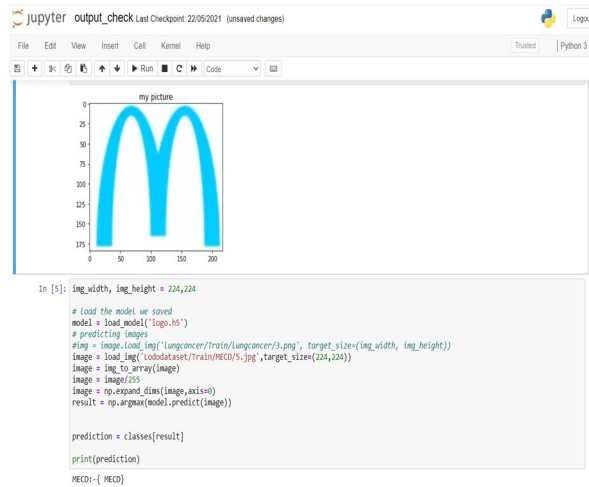 Jupyter output_check Last Checkpoint 22/05/2021 (unsaved changes)
Logou
File Edit View Insert Cell Kernel Help
Trusted Python 3
Run Code
my picture
0
25
50
75
100
125
150
175
0 50 100 150 200
In [5]: img_width, img_height = 224,224
# load the model we saved
model = load_model('logo.h5')
# predicting images
#img = image.load_img('lungcancer/Train/lungcancer/3.png', target_size=(img_width, img_height))
image = load_img('Lododataset/Train/MECD/5.jpg',target_size=(224,224))
image = img_to_array(image)
image = image/255
image = np.expand_dims(image,axis=0)
result = np.argmax(model.predict(image))
prediction = classes[result]
print(prediction)
MECD:-{ MECD}